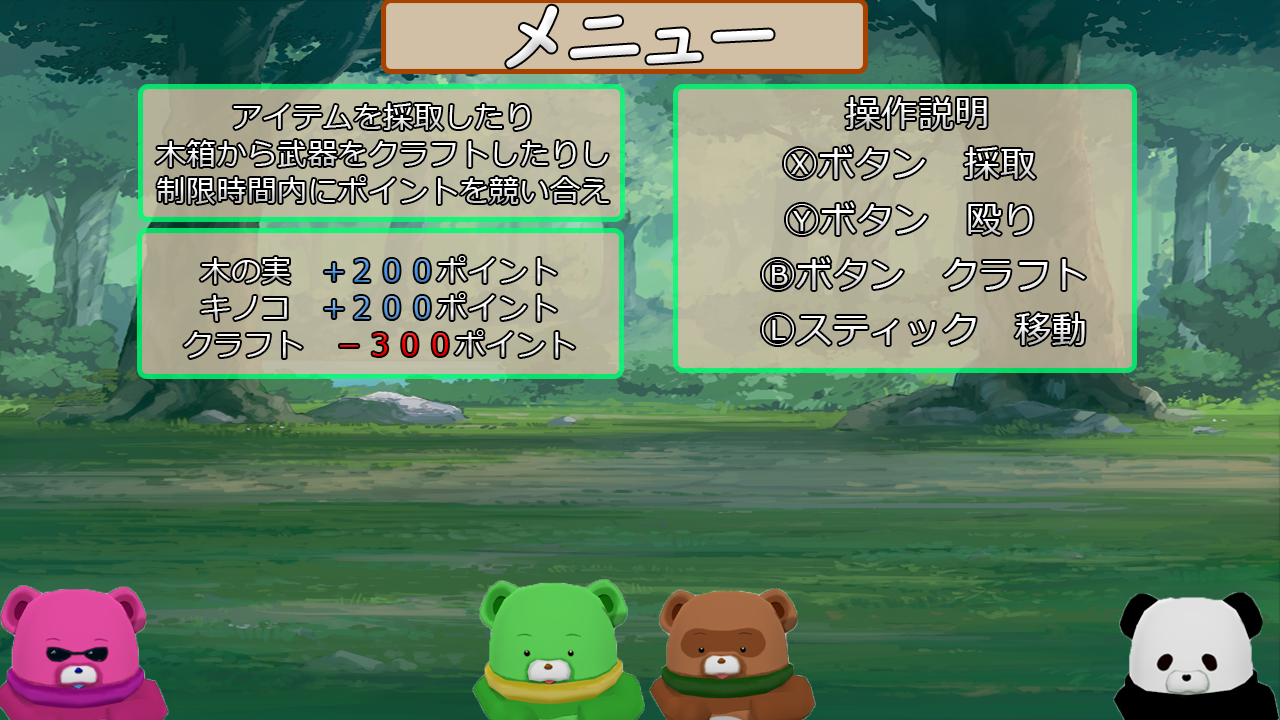 メニュー
アイテムを採取したり
木箱から武器をクラフトしたりし
制限時間内にポイントを競い合え
木の実　+200ポイント
キノコ　+200ポイント
クラフト　-300ポイント
操作説明
Ⓧボタン　採取
Ⓨボタン　殴り
Ⓑボタン　クラフト
Ⓛスティック　移動